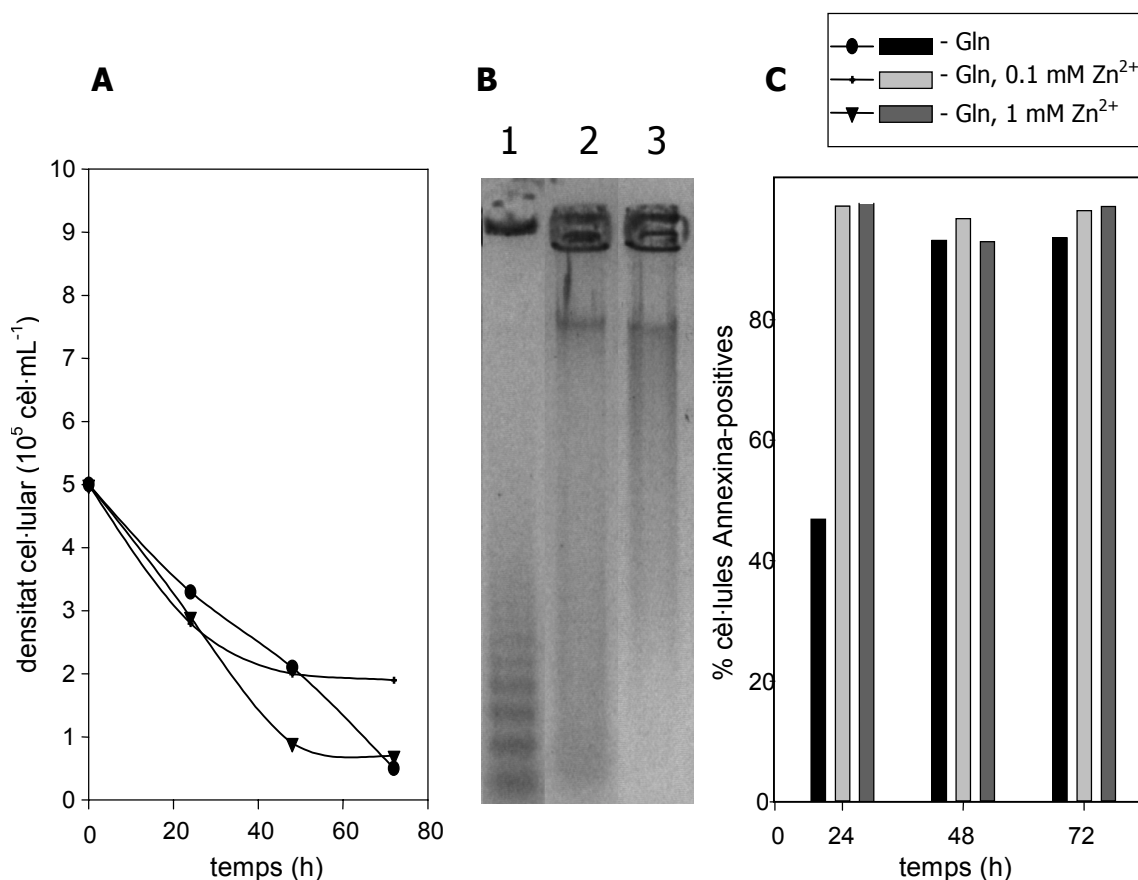 - Gln
- Gln, 0.1 mM Zn²⁺
- Gln, 1 mM Zn²⁺
A
B
C
1 2 3
10
9
8
7
6
5
4
3
2
1
0
densitat cel·lular (10⁵ cèl·mL⁻¹)
0 20 40 60 80
temps (h)
80
60
40
20
0
% cèl·lules Annexina-positives
0 24 48 72
temps (h)